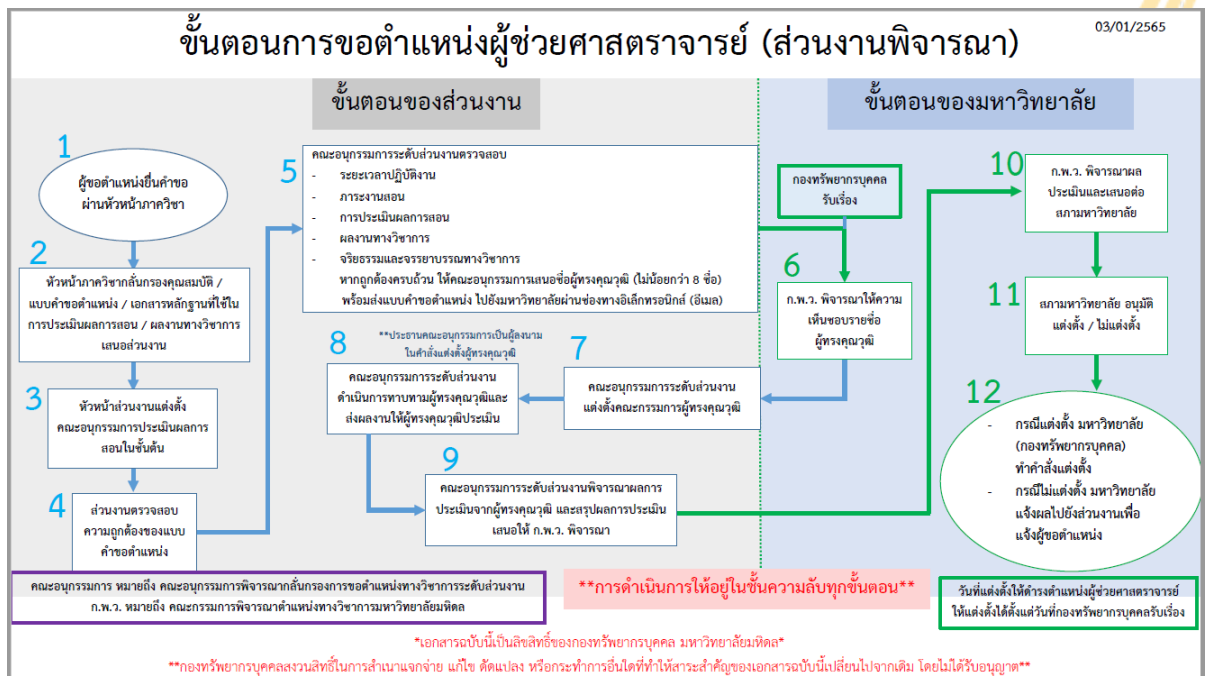 ขั้นตอนการขอตำแหน่งผู้ช่วยศาสตราจารย์ (ส่วนงานพิจารณา)
03/01/2565
ขั้นตอนของส่วนงาน
ขั้นตอนของมหาวิทยาลัย
1
ผู้ขอตำแหน่งยื่นคำขอ
ผ่านหัวหน้าภาควิชา
2
หัวหน้าภาควิชากลั่นกรองคุณสมบัติ /
แบบคำขอตำแหน่ง / เอกสารหลักฐานที่ใช้ใน
การประเมินผลการสอน / ผลงานทางวิชาการ
เสนอส่วนงาน
3
หัวหน้าส่วนงานแต่งตั้ง
คณะอนุกรรมการประเมินผลการ
สอนในชั้นต้น
4
ส่วนงานตรวจสอบ
ความถูกต้องของแบบ
คำขอตำแหน่ง
5
คณะอนุกรรมการระดับส่วนงานตรวจสอบ
- ระยะเวลาปฏิบัติงาน
- ภาระงานสอน
- การประเมินผลการสอน
- ผลงานทางวิชาการ
- จริยธรรมและจรรยาบรรณทางวิชาการ
หากถูกต้องครบถ้วน ให้คณะอนุกรรมการเสนอชื่อผู้ทรงคุณวุฒิ (ไม่น้อยกว่า 8 ชื่อ)
พร้อมส่งแบบคำขอตำแหน่ง ไปยังมหาวิทยาลัยผ่านช่องทางอิเล็กทรอนิกส์ (อีเมล)
กองทรัพยากรบุคคล
รับเรื่อง
6
ก.พ.ว. พิจารณาให้ความ
เห็นชอบรายชื่อ
ผู้ทรงคุณวุฒิ
7
คณะอนุกรรมการระดับส่วนงาน
แต่งตั้งคณะกรรมการผู้ทรงคุณวุฒิ
**ประธานคณะอนุกรรมการเป็นผู้ลงนาม
ในคำสั่งแต่งตั้งผู้ทรงคุณวุฒิ
8
คณะอนุกรรมการระดับส่วนงาน
ดำเนินการทาบทามผู้ทรงคุณวุฒิและ
ส่งผลงานให้ผู้ทรงคุณวุฒิประเมิน
9
คณะอนุกรรมการระดับส่วนงานพิจารณาผลการ
ประเมินจากผู้ทรงคุณวุฒิ และสรุปผลการประเมิน
เสนอให้ ก.พ.ว. พิจารณา
10
ก.พ.ว. พิจารณาผล
ประเมินและเสนอต่อ
สภามหาวิทยาลัย
11
สภามหาวิทยาลัย อนุมัติ
แต่งตั้ง / ไม่แต่งตั้ง
12
- กรณีแต่งตั้ง มหาวิทยาลัย
(กองทรัพยากรบุคคล)
ทำคำสั่งแต่งตั้ง
- กรณีไม่แต่งตั้ง มหาวิทยาลัย
แจ้งผลไปยังส่วนงานเพื่อ
แจ้งผู้ขอตำแหน่ง
คณะอนุกรรมการ หมายถึง คณะอนุกรรมการพิจารณากลั่นกรองการขอตำแหน่งทางวิชาการระดับส่วนงาน
ก.พ.ว. หมายถึง คณะกรรมการพิจารณาตำแหน่งทางวิชาการมหาวิทยาลัยมหิดล
**การดำเนินการให้อยู่ในชั้นความลับทุกขั้นตอน**
วันที่แต่งตั้งให้ดำรงตำแหน่งผู้ช่วยศาสตราจารย์
ให้แต่งตั้งได้ตั้งแต่วันที่กองทรัพยากรบุคคลรับเรื่อง
*เอกสารฉบับนี้เป็นลิขสิทธิ์ของกองทรัพยากรบุคคล มหาวิทยาลัยมหิดล*
**กองทรัพยากรบุคคลสงวนสิทธิ์ในการสำเนาแจกจ่าย แก้ไข ดัดแปลง หรือกระทำการอื่นใดที่ทำให้สาระสำคัญของเอกสารฉบับนี้เปลี่ยนไปจากเดิม โดยไม่ได้รับอนุญาต**